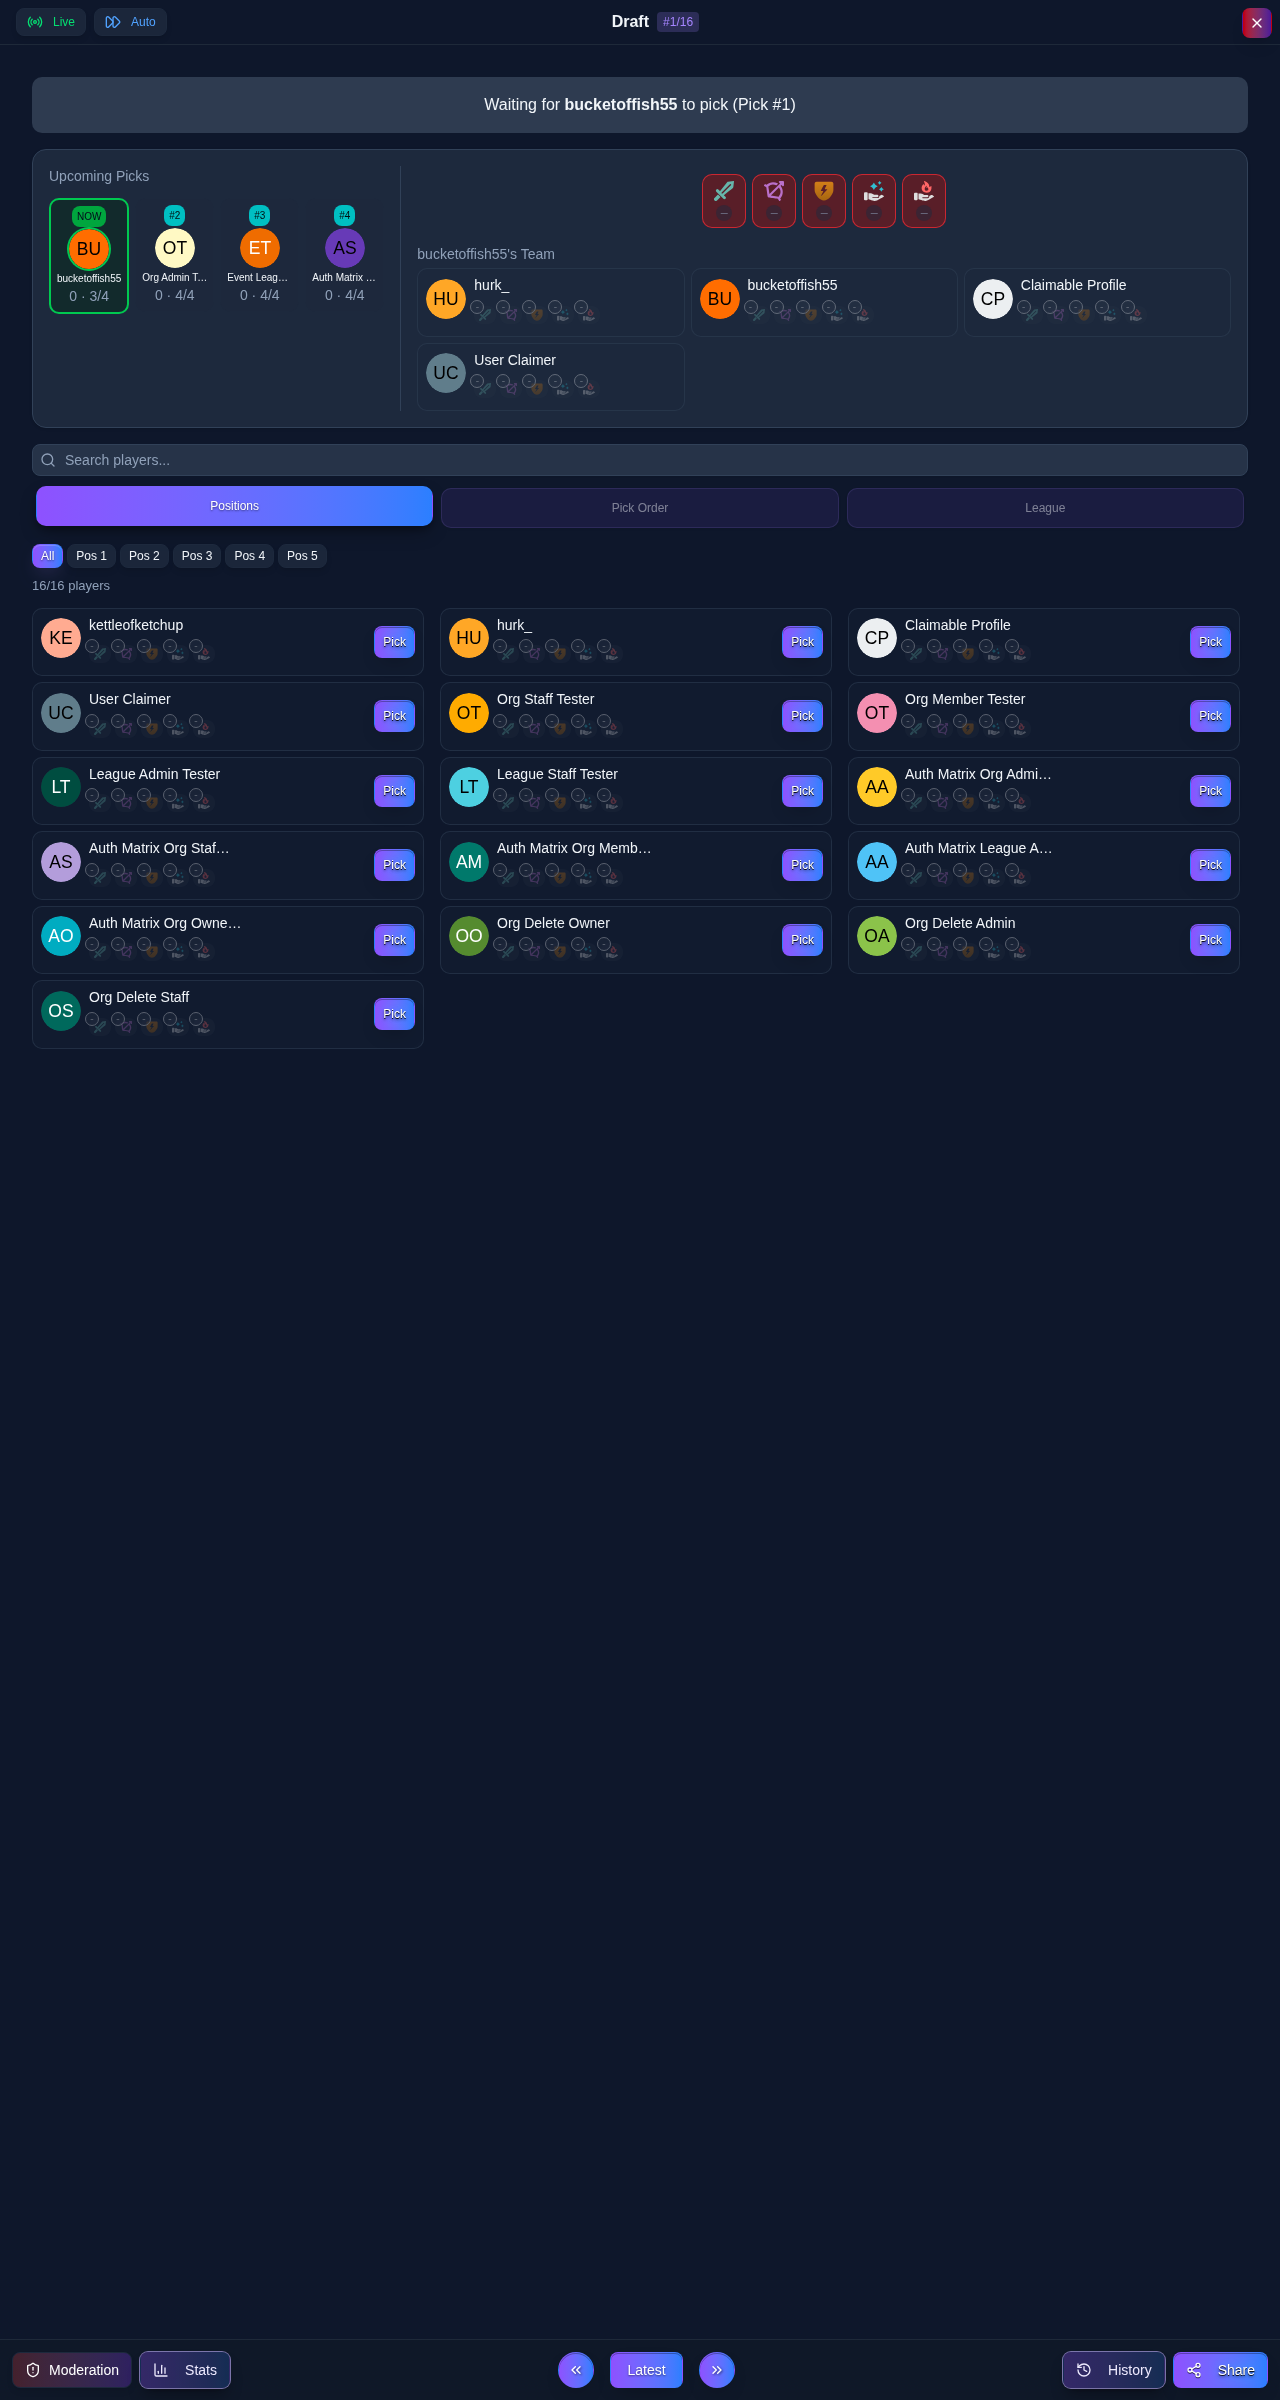 Live Auto Draft #1/16
Waiting for bucketoffish55 to pick (Pick #1)
Upcoming Picks
NOW #2 #3 #4
BU OT ET AS
bucketoffish55 Org Admin T... Event Leag... Auth Matrix ...
0 · 3/4 0 · 4/4 0 · 4/4 0 · 4/4
— — — — —
bucketoffish55's Team
HU hurk_
BU bucketoffish55
CP Claimable Profile
UC User Claimer
Search players...
Positions Pick Order League
All Pos 1 Pos 2 Pos 3 Pos 4 Pos 5
16/16 players
KE kettleofketchup Pick
HU hurk_ Pick
CP Claimable Profile Pick
UC User Claimer Pick
OT Org Staff Tester Pick
OT Org Member Tester Pick
LT League Admin Tester Pick
LT League Staff Tester Pick
AA Auth Matrix Org Admi... Pick
AS Auth Matrix Org Staf... Pick
AM Auth Matrix Org Memb... Pick
AA Auth Matrix League A... Pick
AO Auth Matrix Org Owne... Pick
OO Org Delete Owner Pick
OA Org Delete Admin Pick
OS Org Delete Staff Pick
Moderation Stats Latest History Share